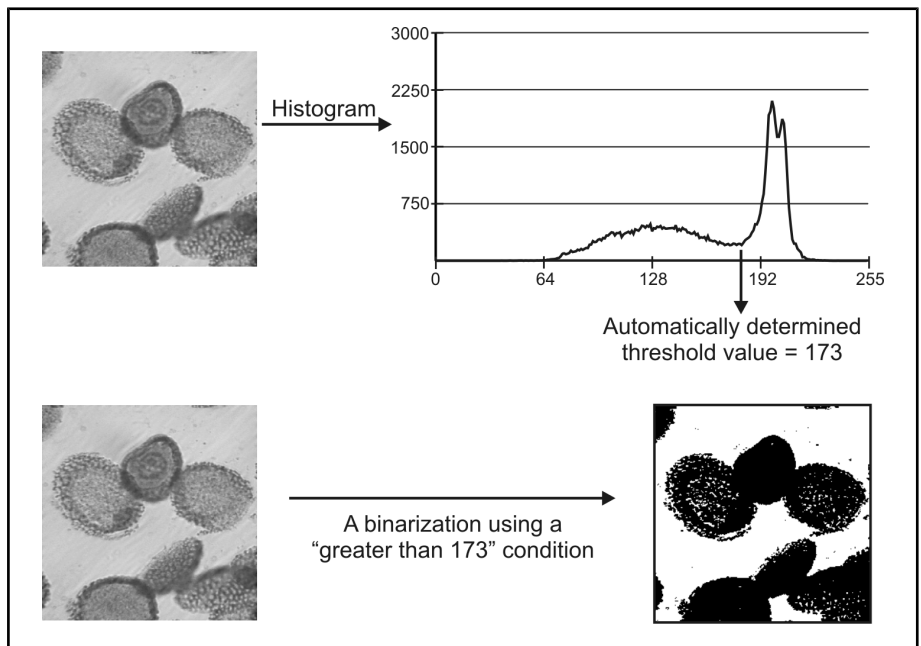 Histogram
3000
2250
1500
750
0 64 128 192 255
Automatically determined
threshold value = 173
A binarization using a
“greater than 173” condition